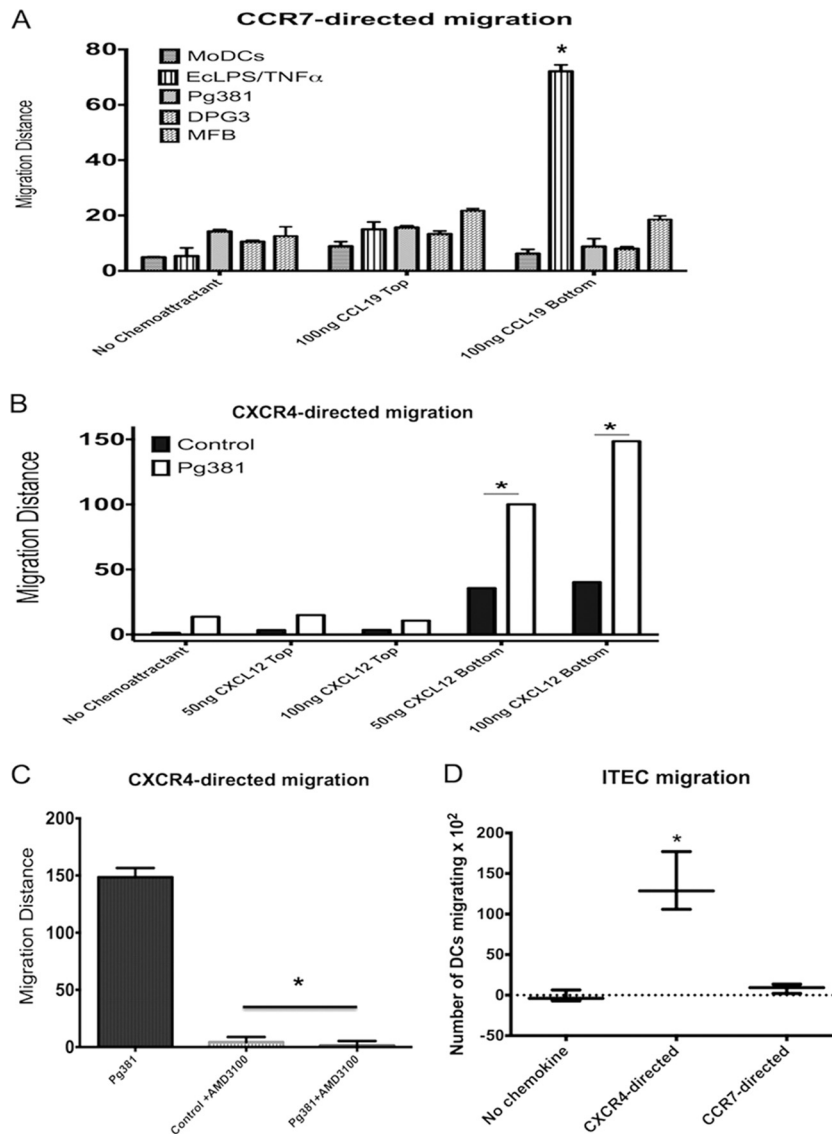 A
CCR7-directed migration
MoDCs
EcLPS/TNFα
Pg381
DPG3
MFB
*
80
60
40
20
0
Migration Distance
No Chemoattractant
100ng CCL19 Top
100ng CCL19 Bottom
B
CXCR4-directed migration
Control
Pg381
*
*
150
100
50
0
Migration Distance
No Chemoattractant
50ng CXCL12 Top
100ng CXCL12 Top
50ng CXCL12 Bottom
100ng CXCL12 Bottom
C
CXCR4-directed migration
200
150
100
50
0
Migration Distance
*
Pg381
Control +AMD3100
Pg381+AMD3100
D
ITEC migration
Number of DCs migrating x 10²
200
150
100
50
0
-50
*
No chemokine
CXCR4-directed
CCR7-directed